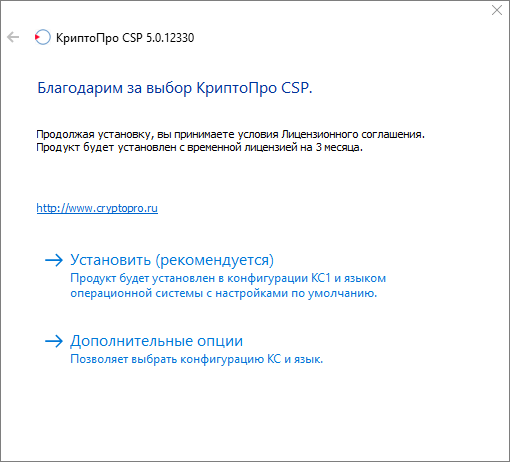 КриптоПро CSP 5.0.12330
Благодарим за выбор КриптоПро CSP.
Продолжая установку, вы принимаете условия Лицензионного соглашения.
Продукт будет установлен с временной лицензией на 3 месяца.
http://www.cryptopro.ru
Установить (рекомендуется)
Продукт будет установлен в конфигурации КС1 и языком
операционной системы с настройками по умолчанию.
Дополнительные опции
Позволяет выбрать конфигурацию КС и язык.